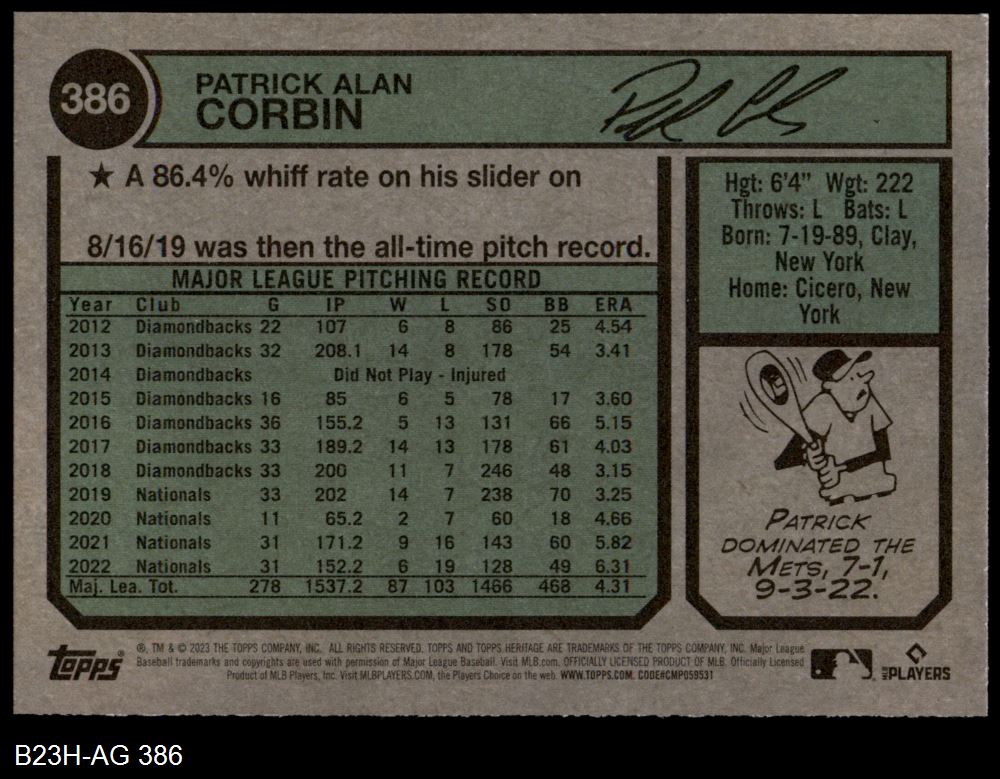 386
PATRICK ALAN
CORBIN
★ A 86.4% whiff rate on his slider on
8/16/19 was then the all-time pitch record.
MAJOR LEAGUE PITCHING RECORD
Year Club G IP W L SO BB ERA
2012 Diamondbacks 22 107 6 8 86 25 4.54
2013 Diamondbacks 32 208.1 14 8 178 54 3.41
2014 Diamondbacks Did Not Play - Injured
2015 Diamondbacks 16 85 6 5 78 17 3.60
2016 Diamondbacks 36 155.2 5 13 131 66 5.15
2017 Diamondbacks 33 189.2 14 13 178 61 4.03
2018 Diamondbacks 33 200 11 7 246 48 3.15
2019 Nationals 33 202 14 7 238 70 3.25
2020 Nationals 11 65.2 2 7 60 18 4.66
2021 Nationals 31 171.2 9 16 143 60 5.82
2022 Nationals 31 152.2 6 19 128 49 6.31
Maj. Lea. Tot. 278 1537.2 87 103 1466 468 4.31
Hgt: 6'4" Wgt: 222
Throws: L Bats: L
Born: 7-19-89, Clay,
New York
Home: Cicero, New
York
PATRICK
DOMINATED THE
METS, 7-1,
9-3-22.
topps
®, TM & © 2023 THE TOPPS COMPANY, INC. ALL RIGHTS RESERVED. TOPPS AND TOPPS HERITAGE ARE TRADEMARKS OF THE TOPPS COMPANY, INC. Major League
Baseball trademarks and copyrights are used with permission of Major League Baseball. Visit MLB.com. OFFICIALLY LICENSED PRODUCT OF MLB. Officially Licensed
Product of MLB Players, Inc. Visit MLBPLAYERS.COM, the Players Choice on the web. WWW.TOPPS.COM. CODE#CMP059531
MLB PLAYERS
B23H-AG 386